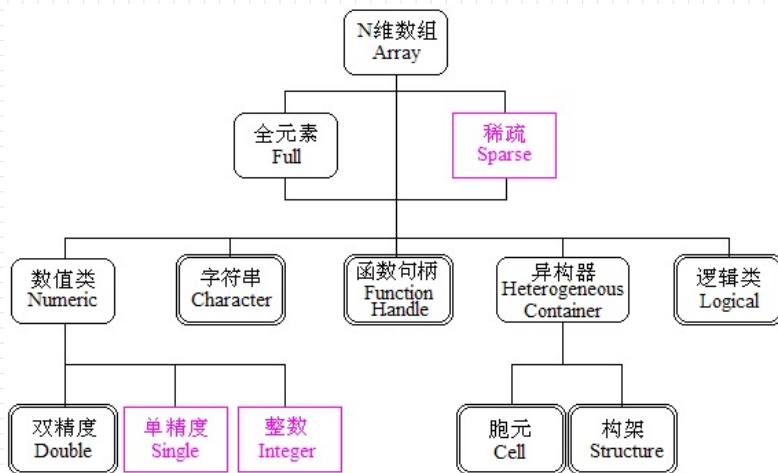 N维数组
Array
全元素
Full
稀疏
Sparse
数值类
Numeric
字符串
Character
函数句柄
Function
Handle
异构器
Heterogeneous
Container
逻辑类
Logical
双精度
Double
单精度
Single
整数
Integer
胞元
Cell
构架
Structure